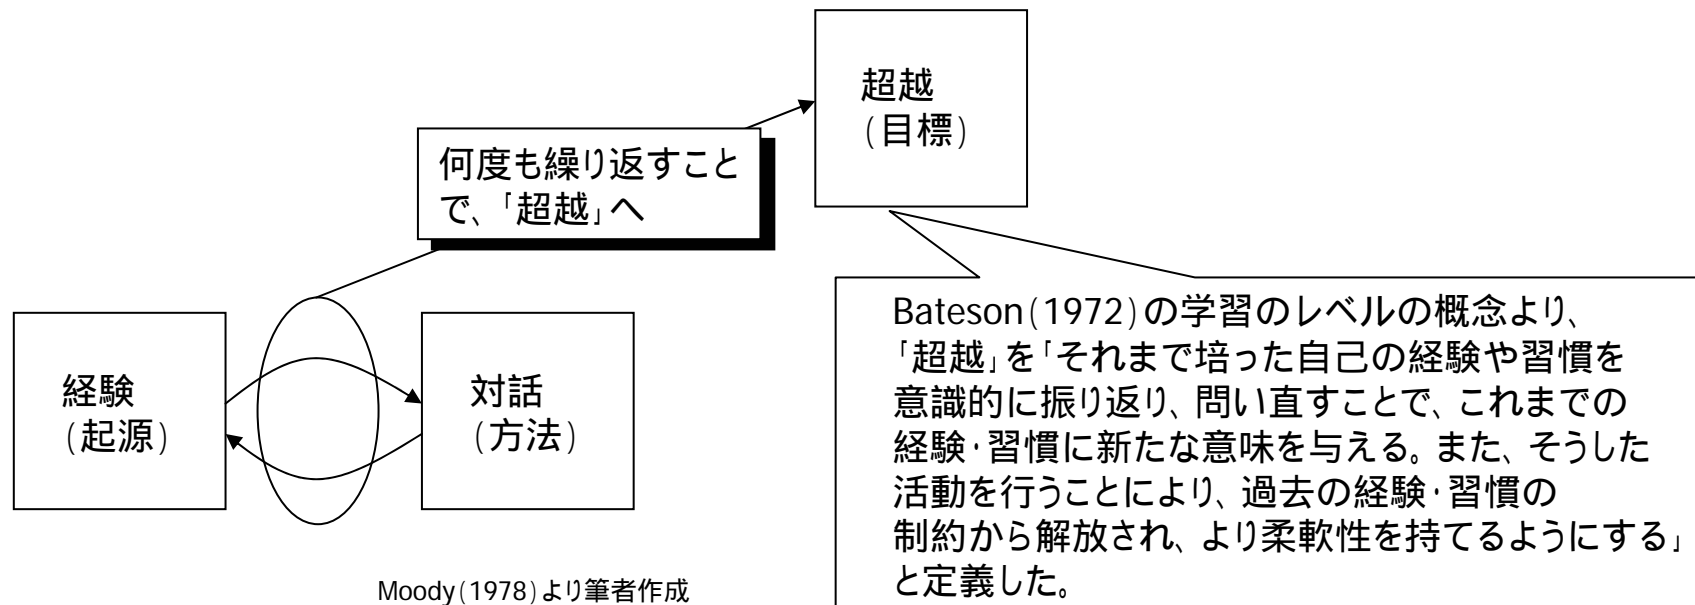 超越
(目標)
何度も繰り返すこと
で、「超越」へ
経験
(起源)
対話
(方法)
Bateson(1972)の学習のレベルの概念より、
「超越」を「それまで培った自己の経験や習慣を
意識的に振り返り、問い直すことで、これまでの
経験・習慣に新たな意味を与える。また、そうした
活動を行うことにより、過去の経験・習慣の
制約から解放され、より柔軟性を持てるようにする」
と定義した。
Moody(1978)より筆者作成